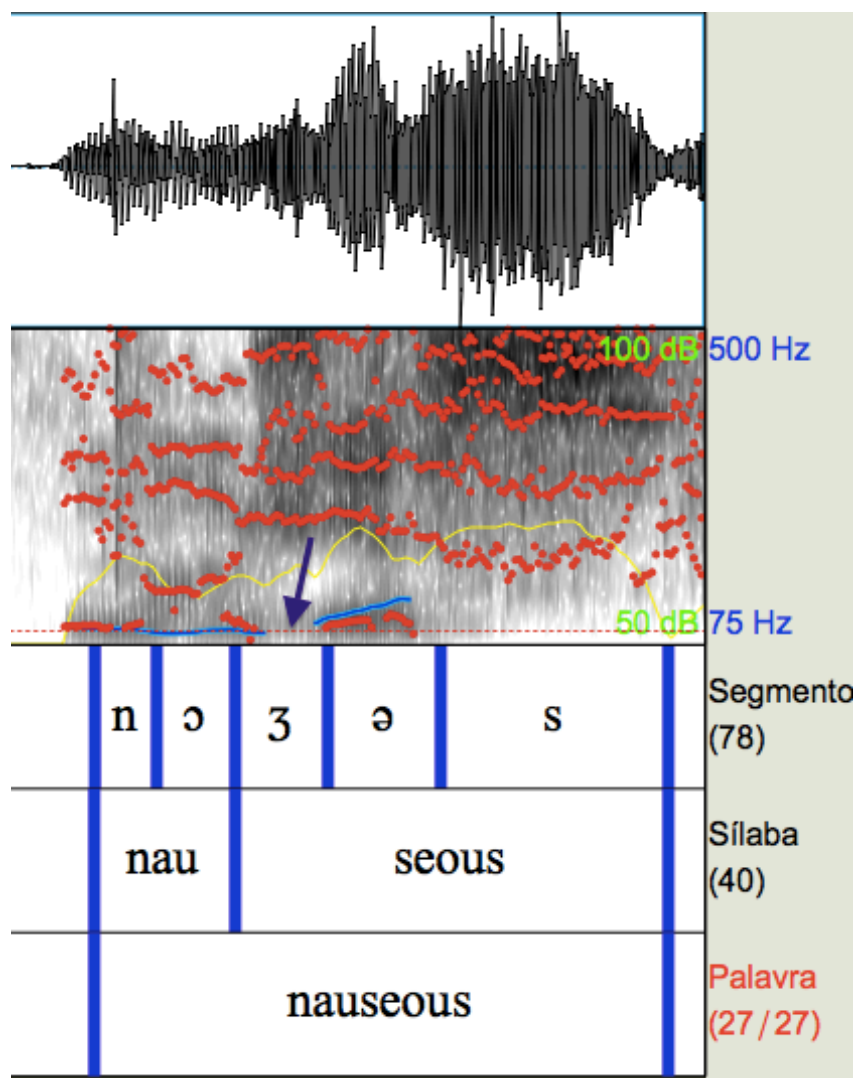 100 dB 500 Hz
50 dB 75 Hz
n ɔ ʒ ə s Segmento
(78)
nau seous Sílaba
(40)
nauseous Palavra
(27/27)